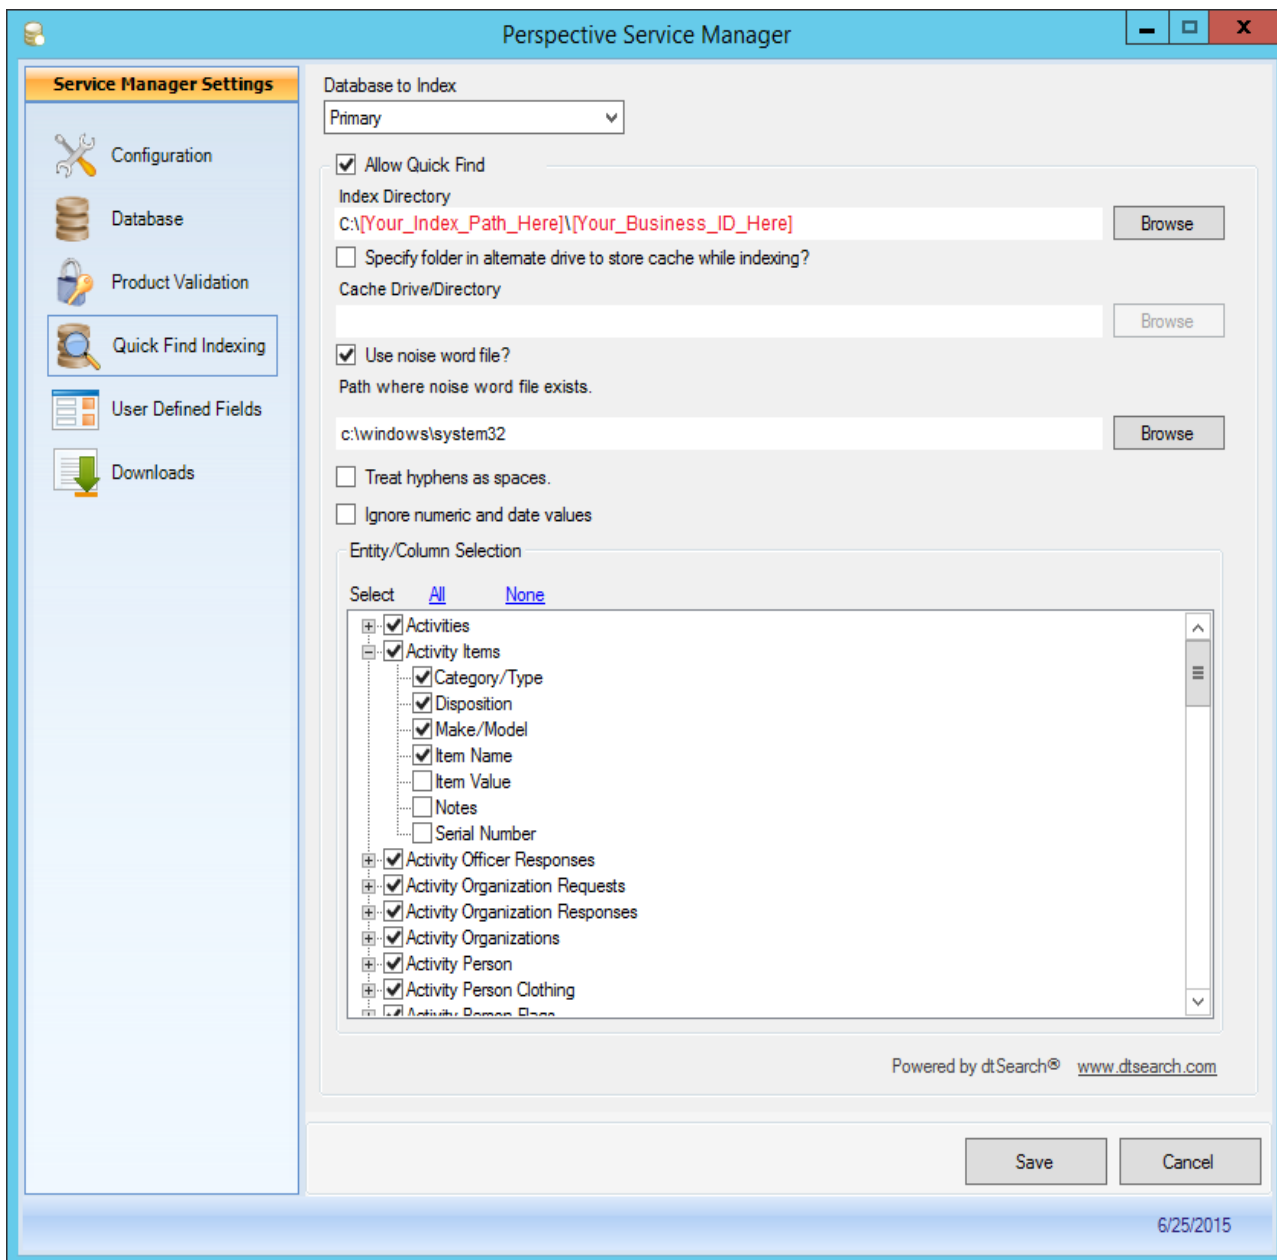 Perspective Service Manager
Service Manager Settings
Configuration
Database
Product Validation
Quick Find Indexing
User Defined Fields
Downloads
Database to Index
Primary
Allow Quick Find
Index Directory
C:\[Your_Index_Path_Here]\[Your_Business_ID_Here]
Browse
Specify folder in alternate drive to store cache while indexing?
Cache Drive/Directory
Browse
Use noise word file?
Path where noise word file exists.
c:\windows\system32
Browse
Treat hyphens as spaces.
Ignore numeric and date values
Entity/Column Selection
Select All None
Activities
Activity Items
Category/Type
Disposition
Make/Model
Item Name
Item Value
Notes
Serial Number
Activity Officer Responses
Activity Organization Requests
Activity Organization Responses
Activity Organizations
Activity Person
Activity Person Clothing
Activity Person Flags
Powered by dtSearch® www.dtsearch.com
Save Cancel
6/25/2015